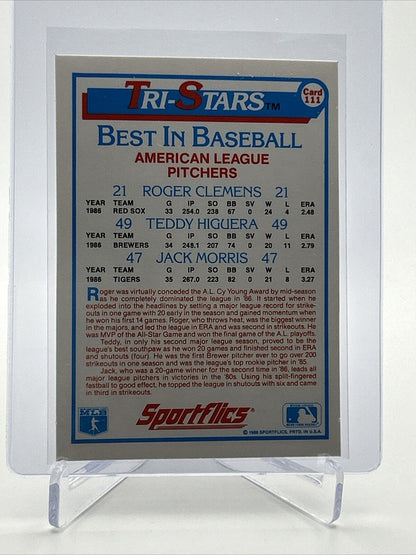 TRI-STARS TM
Card 111
BEST IN BASEBALL
AMERICAN LEAGUE
PITCHERS
21 ROGER CLEMENS 21
YEAR TEAM G IP SO BB SV W L ERA
1986 RED SOX 33 254.0 238 67 0 24 4 2.48
49 TEDDY HIGUERA 49
YEAR TEAM G IP SO BB SV W L ERA
1986 BREWERS 34 248.1 207 74 0 20 11 2.79
47 JACK MORRIS 47
YEAR TEAM G IP SO BB SV W L ERA
1986 TIGERS 35 267.0 223 82 0 21 8 3.27
Roger was virtually conceded the A.L. Cy Young Award by mid-season
as he completely dominated the league in '86. It started when he
exploded into the headlines by setting a major league record for strike-
outs in one game with 20 early in the season and gained momentum when
he won his first 14 games. Roger, who throws heat, was the biggest winner
in the majors, and led the league in ERA and was second in strikeouts. He
was MVP of the All-Star Game and won the final game of the A.L. playoffs.
Teddy, in only his second major league season, proved to be the
league's best southpaw as he won 20 games and finished second in ERA
and shutouts (four). He was the first Brewer pitcher ever to go over 200
strikeouts in one season and was the league's top rookie pitcher in '85.
Jack, who was a 20-game winner for the second time in '86, leads all
major league pitchers in victories in the '80s. Using his split-fingered
fastball to good effect, he topped the league in shutouts with six and came
in third in strikeouts.
MLB
Sportflics®
© 1986 SPORTFLICS, PRTD. IN U.S.A.